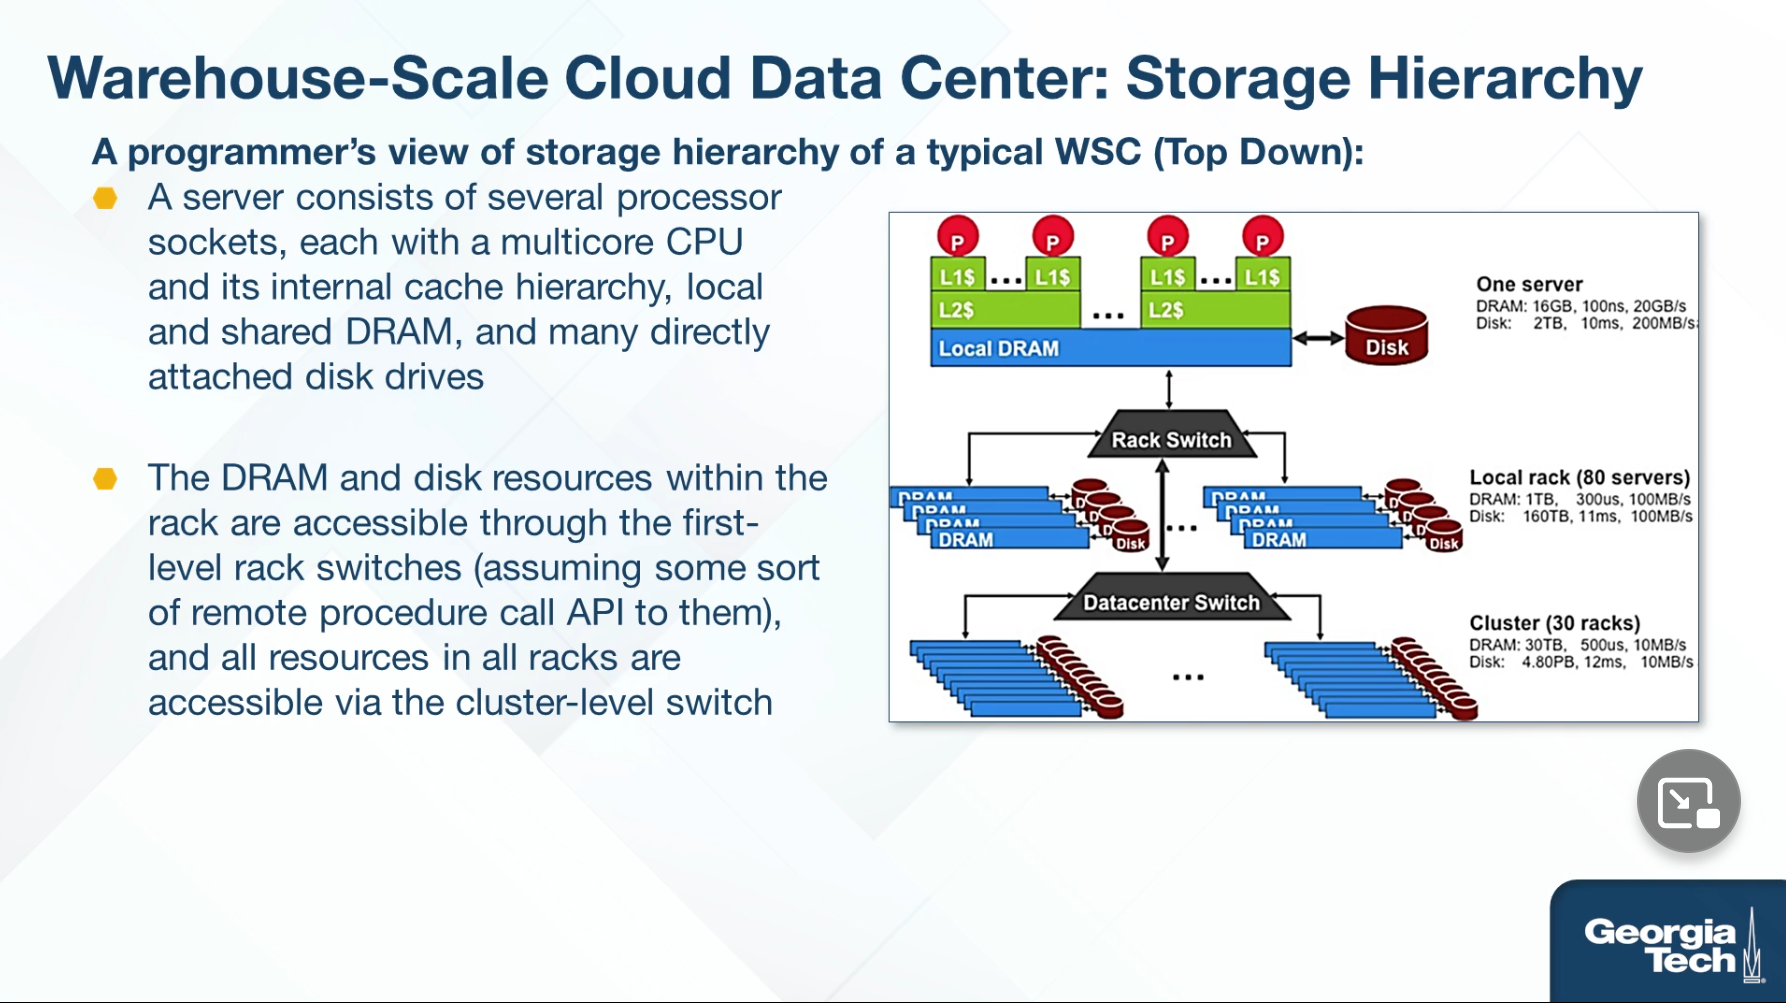 Warehouse-Scale Cloud Data Center: Storage Hierarchy
A programmer's view of storage hierarchy of a typical WSC (Top Down):
A server consists of several processor
sockets, each with a multicore CPU
and its internal cache hierarchy, local
and shared DRAM, and many directly
attached disk drives
The DRAM and disk resources within the
rack are accessible through the first-
level rack switches (assuming some sort
of remote procedure call API to them),
and all resources in all racks are
accessible via the cluster-level switch
P P P P
L1$ ... L1$ L1$ ... L1$
L2$ ... L2$
Local DRAM
Disk
One server
DRAM: 16GB, 100ns, 20GB/s
Disk: 2TB, 10ms, 200MB/s
Rack Switch
DRAM D DRAM D
DRAM D DRAM D
DRAM D DRAM D
DRAM Disk ... DRAM Disk
Local rack (80 servers)
DRAM: 1TB, 300us, 100MB/s
Disk: 160TB, 11ms, 100MB/s
Datacenter Switch
...
Cluster (30 racks)
DRAM: 30TB, 500us, 10MB/s
Disk: 4.80PB, 12ms, 10MB/s
Georgia
Tech